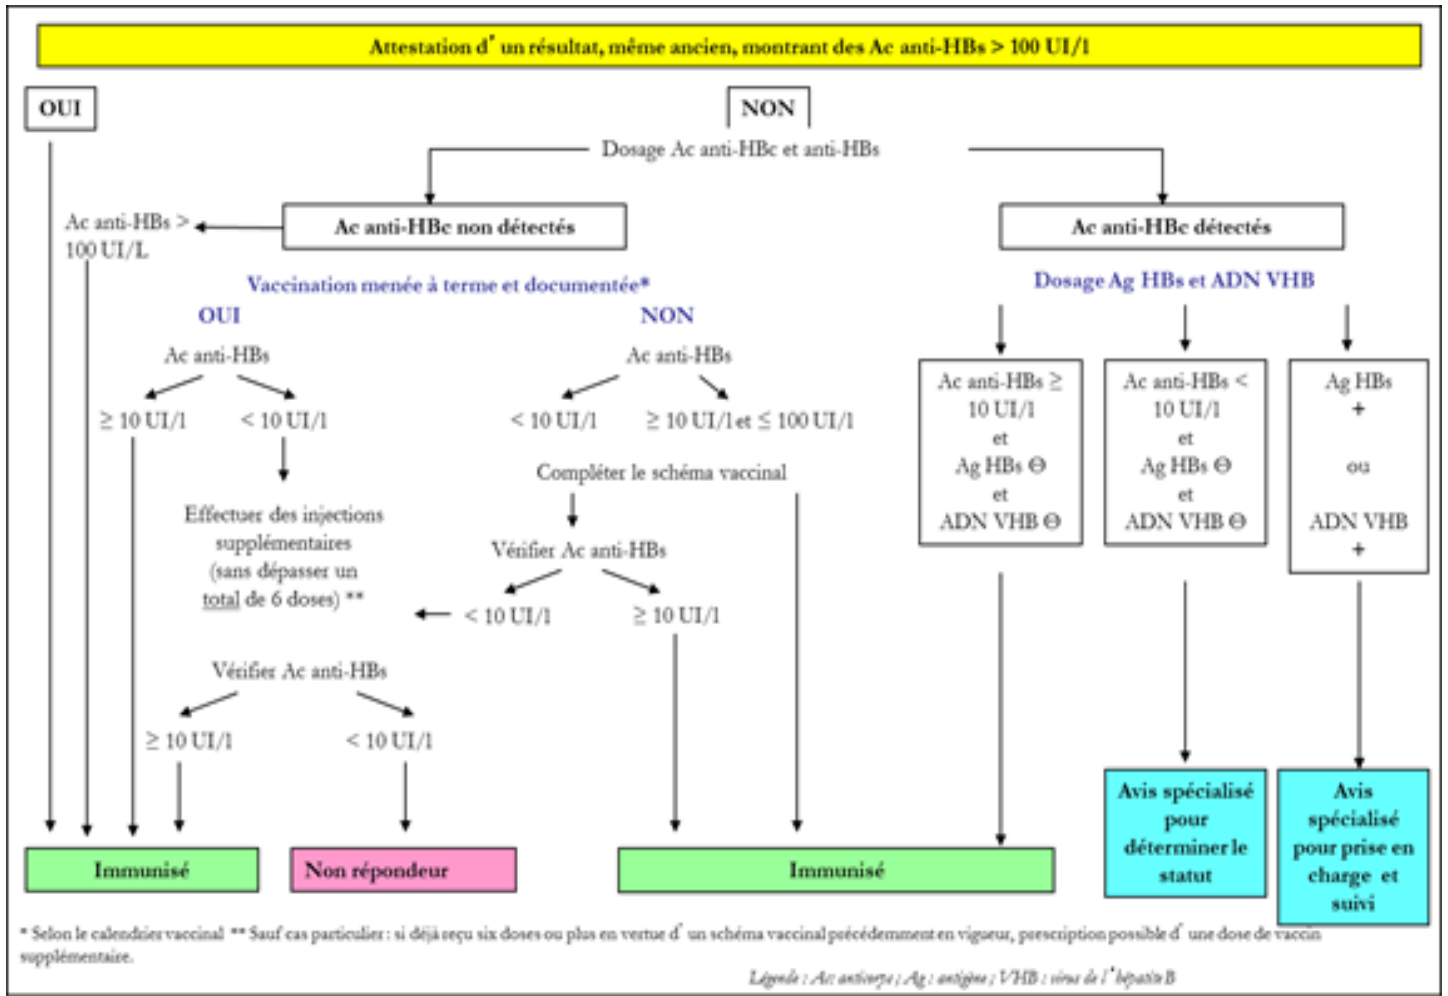 Attestation d'un résultat, même ancien, montrant des Ac anti-HBs > 100 UI/l
OUI
NON
Dosage Ac anti-HBc et anti-HBs
Ac anti-HBs >
100 UI/L
Ac anti-HBc non détectés
Ac anti-HBc détectés
Vaccination menée à terme et documentée*
Dosage Ag HBs et ADN VHB
OUI
NON
Ac anti-HBs
Ac anti-HBs
≥ 10 UI/l
< 10 UI/l
< 10 UI/l
≥ 10 UI/l et ≤ 100 UI/l
Ac anti-HBs ≥
10 UI/l
et
Ag HBs Θ
et
ADN VHB Θ
Ac anti-HBs <
10 UI/l
et
Ag HBs Θ
et
ADN VHB Θ
Ag HBs
+
ou
ADN VHB
+
Compléter le schéma vaccinal
Effectuer des injections
supplémentaires
(sans dépasser un
total de 6 doses) **
Vérifier Ac anti-HBs
< 10 UI/l
≥ 10 UI/l
Vérifier Ac anti-HBs
≥ 10 UI/l
< 10 UI/l
Immunisé
Non répondeur
Immunisé
Avis spécialisé
pour
déterminer le
statut
Avis
spécialisé
pour prise en
charge et
suivi
* Selon le calendrier vaccinal ** Sauf cas particulier : si déjà reçu six doses ou plus en vertue d'un schéma vaccinal précédemment en vigueur, prescription possible d'une dose de vaccin
supplémentaire.
Légende : Ac: anticorps ; Ag : antigène ; VHB : virus de l'hépatite B